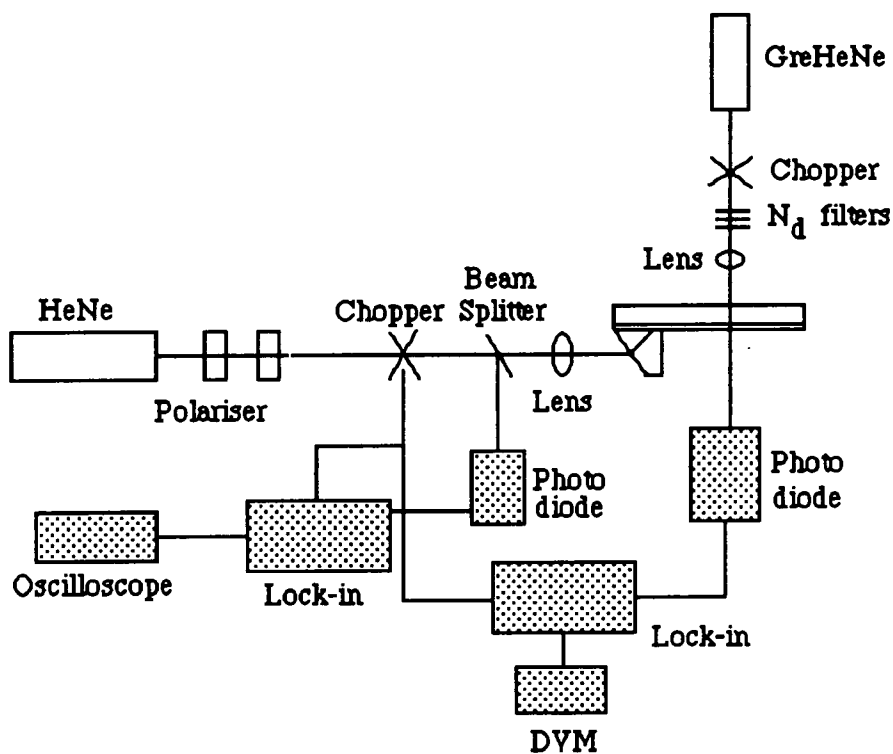 GreHeNe
Chopper
N_d filters
Lens
Beam
Splitter
HeNe
Chopper
Lens
Polariser
Photo
diode
Photo
diode
Oscilloscope
Lock-in
Lock-in
DVM